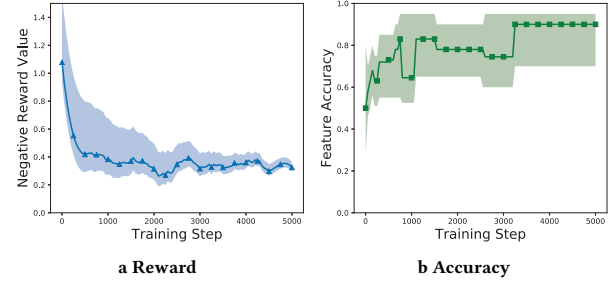 1.4
1.2
1.0
0.8
0.6
0.4
0.2
0.0
Negative Reward Value
0 1000 2000 3000 4000 5000
Training Step
a Reward
1.0
0.8
0.6
0.4
0.2
0.0
Feature Accuracy
0 1000 2000 3000 4000 5000
Training Step
b Accuracy